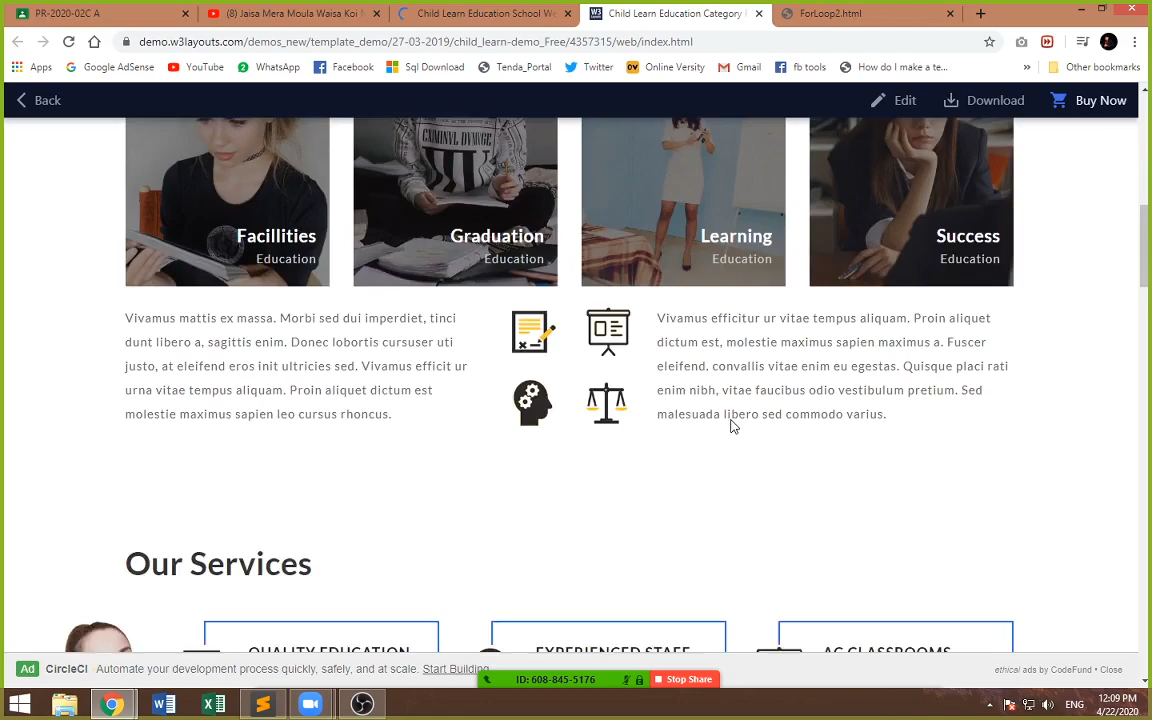 PR-2020-02C A
(8) Jaisa Mera Moula Waisa Koi
Child Learn Education School We
Child Learn Education Category
ForLoop2.html
demo.w3layouts.com/demos_new/template_demo/27-03-2019/child_learn-demo_Free/4357315/web/index.html
Apps Google AdSense YouTube WhatsApp Facebook Sql Download Tenda_Portal Twitter Online Versity Gmail fb tools How do I make a te... » Other bookmarks
Back Edit Download Buy Now
Facillities
Education
Graduation
Education
Learning
Education
Success
Education
Vivamus mattis ex massa. Morbi sed dui imperdiet, tinci
dunt libero a, sagittis enim. Donec lobortis cursuser uti
justo, at eleifend eros init ultricies sed. Vivamus efficit ur
urna vitae tempus aliquam. Proin aliquet dictum est
molestie maximus sapien leo cursus rhoncus.
Vivamus efficitur ur vitae tempus aliquam. Proin aliquet
dictum est, molestie maximus sapien maximus a. Fuscer
eleifend. convallis vitae enim eu egestas. Quisque placi rati
enim nibh, vitae faucibus odio vestibulum pretium. Sed
malesuada libero sed commodo varius.
Our Services
QUALITY EDUCATION
EXPERIENCED STAFF
AC CLASSROOMS
Ad CircleCI Automate your development process quickly, safely, and at scale. Start Building. ethical ads by CodeFund • Close
ID: 608-845-5176 Stop Share
ENG
12:09 PM
4/22/2020